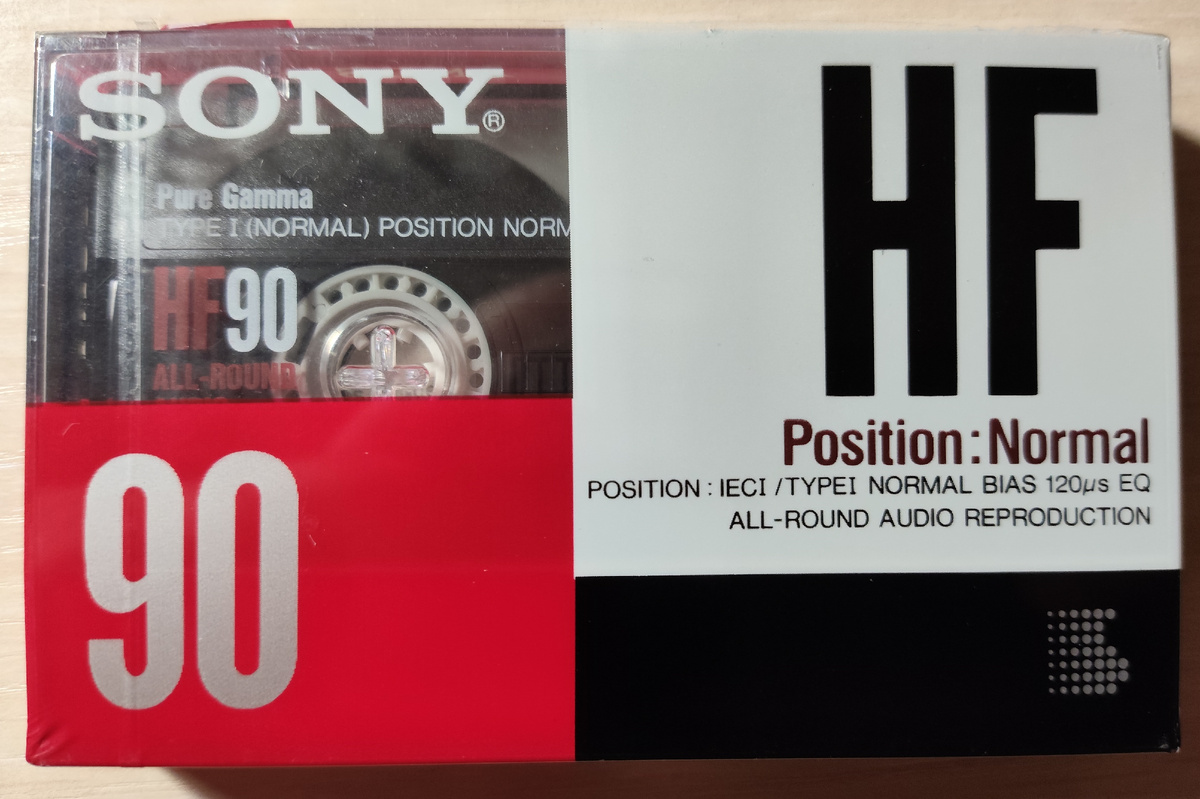 SONY®
Pure Gamma
TYPE I (NORMAL) POSITION NORM
HF90
ALL-ROUND
90
HF
Position:Normal
POSITION : IECI / TYPEI NORMAL BIAS 120µs EQ
ALL-ROUND AUDIO REPRODUCTION